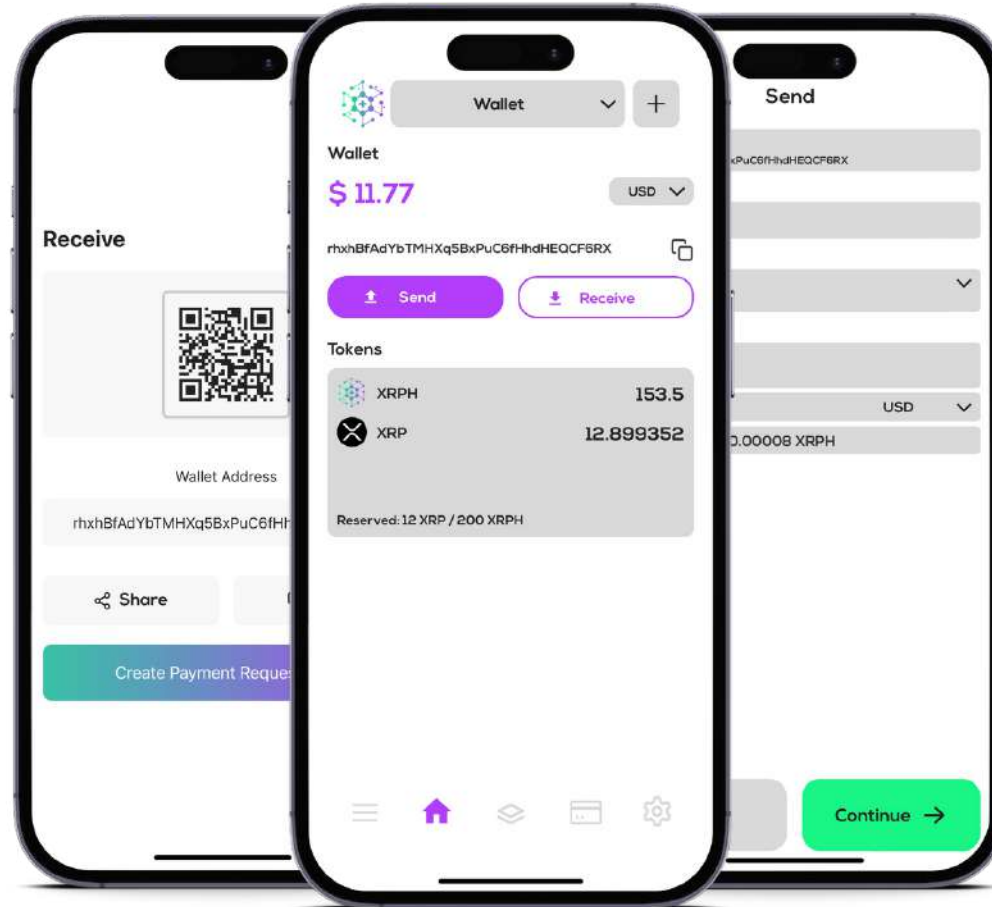 Receive
Wallet Address
rhxhBfAdYbTMHXq5BxPuC6fHh
Share
Create Payment Reque
Wallet
Wallet
$ 11.77
USD
rhxhBfAdYbTMHXq5BxPuC6fHhdHEQCF6RX
Send
Receive
Tokens
XRPH 153.5
XRP 12.899352
Reserved: 12 XRP / 200 XRPH
Send
xPuC6fHhdHEQCF6RX
USD
0.00008 XRPH
Continue